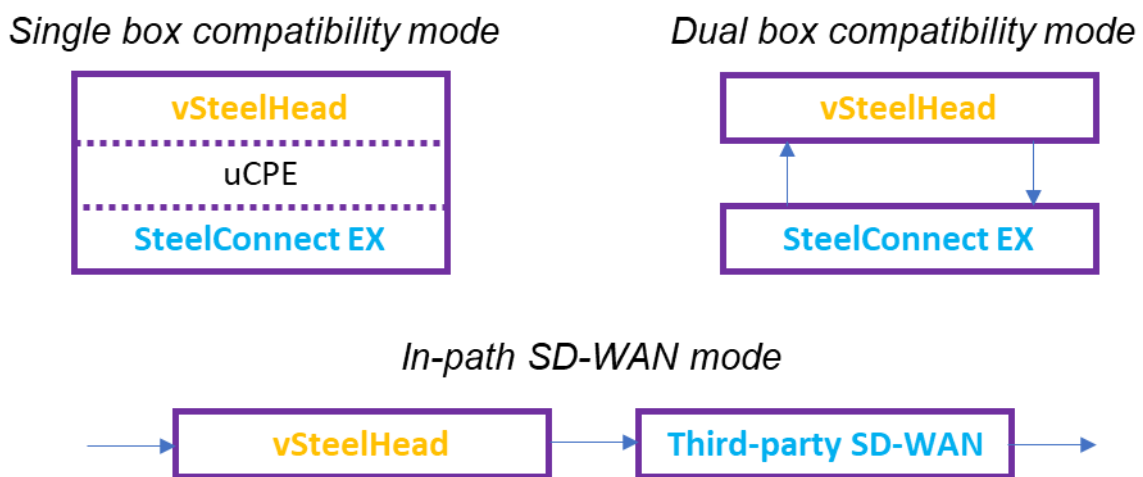 Single box compatibility mode
Dual box compatibility mode
vSteelHead
uCPE
SteelConnect EX
vSteelHead
SteelConnect EX
In-path SD-WAN mode
vSteelHead
Third-party SD-WAN